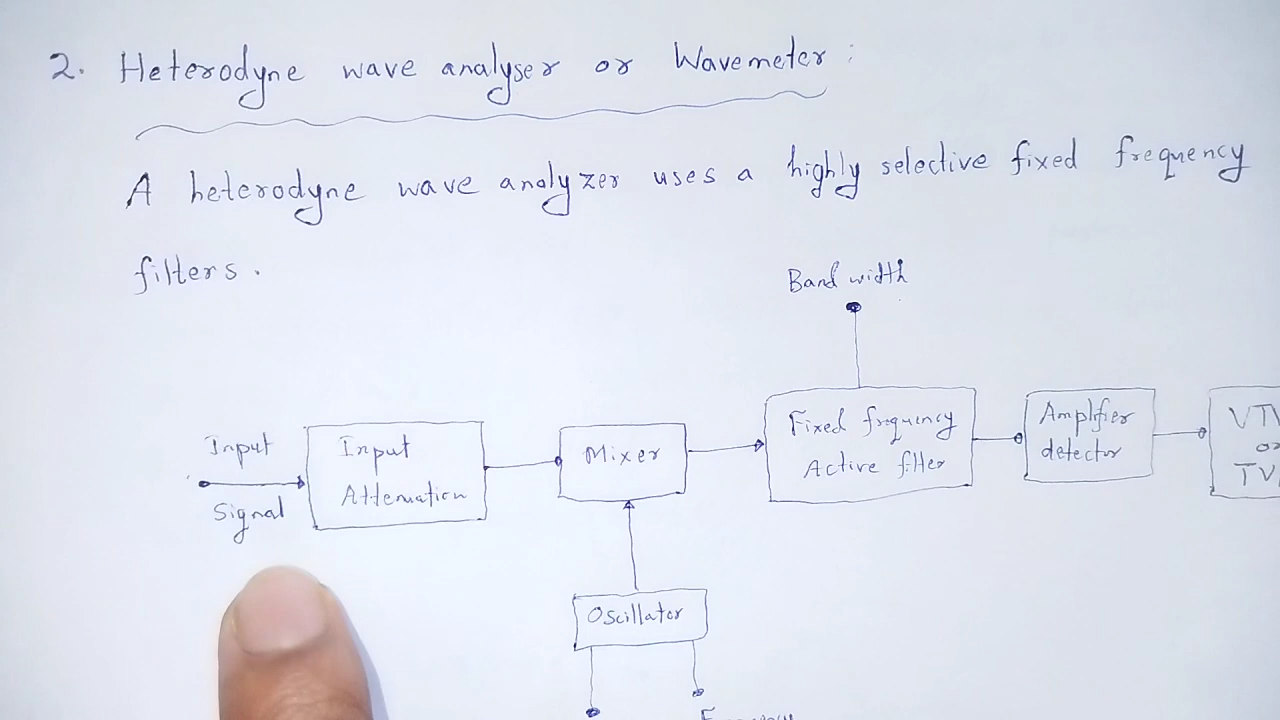 2. Heterodyne wave analyser or Wavemeter :
A heterodyne wave analyzer uses a highly selective fixed frequency
filters.
Band width
Input
Signal
Input
Attenuation
Mixer
Fixed frequency
Active filter
Amplifier
detector
Oscillator